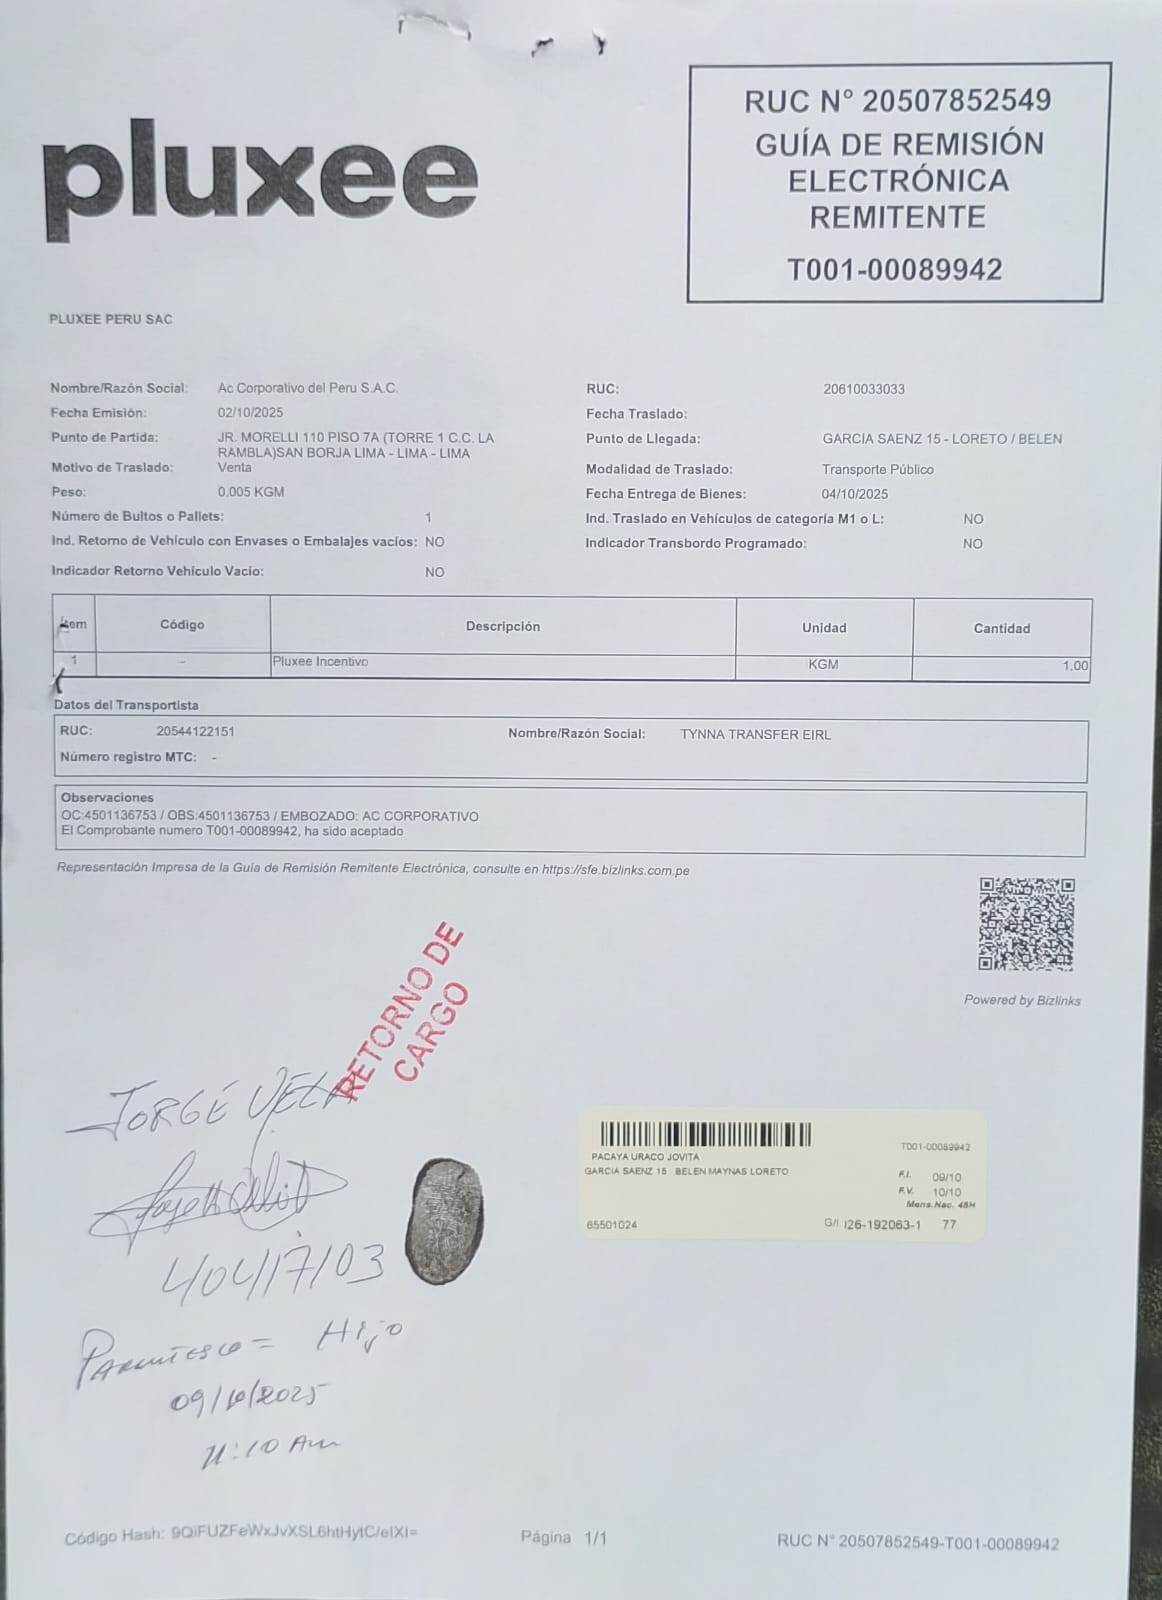 pluxee
RUC N° 20507852549
GUÍA DE REMISIÓN
ELECTRÓNICA
REMITENTE
T001-00089942
PLUXEE PERU SAC
Nombre/Razón Social: Ac Corporativo del Peru S.A.C. RUC: 20610033033
Fecha Emisión: 02/10/2025 Fecha Traslado:
Punto de Partida: JR. MORELLI 110 PISO 7A (TORRE 1 C.C. LA Punto de Llegada: GARCIA SAENZ 15 - LORETO / BELEN
RAMBLA)SAN BORJA LIMA - LIMA - LIMA
Motivo de Traslado: Venta Modalidad de Traslado: Transporte Público
Peso: 0.005 KGM Fecha Entrega de Bienes: 04/10/2025
Número de Bultos o Pallets: 1 Ind. Traslado en Vehículos de categoría M1 o L: NO
Ind. Retorno de Vehículo con Envases o Embalajes vacíos: NO Indicador Transbordo Programado: NO
Indicador Retorno Vehículo Vacio: NO
Ítem Código Descripción Unidad Cantidad
1 - Pluxee Incentivo KGM 1.00
Datos del Transportista
RUC: 20544122151 Nombre/Razón Social: TYNNA TRANSFER EIRL
Número registro MTC: -
Observaciones
OC:4501136753 / OBS:4501136753 / EMBOZADO: AC CORPORATIVO
El Comprobante numero T001-00089942, ha sido aceptado
Representación Impresa de la Guía de Remisión Remitente Electrónica, consulte en https://sfe.bizlinks.com.pe
Powered by Bizlinks
RETORNO DE
CARGO
JORGE VELA
40417103
Parentesco = Hijo
09/10/2025
11:10 Am
PACAYA URACO JOVITA T001-00089942
GARCIA SAENZ 15 BELEN MAYNAS LORETO
F.I. 09/10
F.V. 10/10
Mens.Nac. 48H
65501024 G/I. I26-192063-1 77
Código Hash: 9QiFUZFeWxJvXSL6htHytC/eIXI= Página 1/1 RUC N° 20507852549-T001-00089942